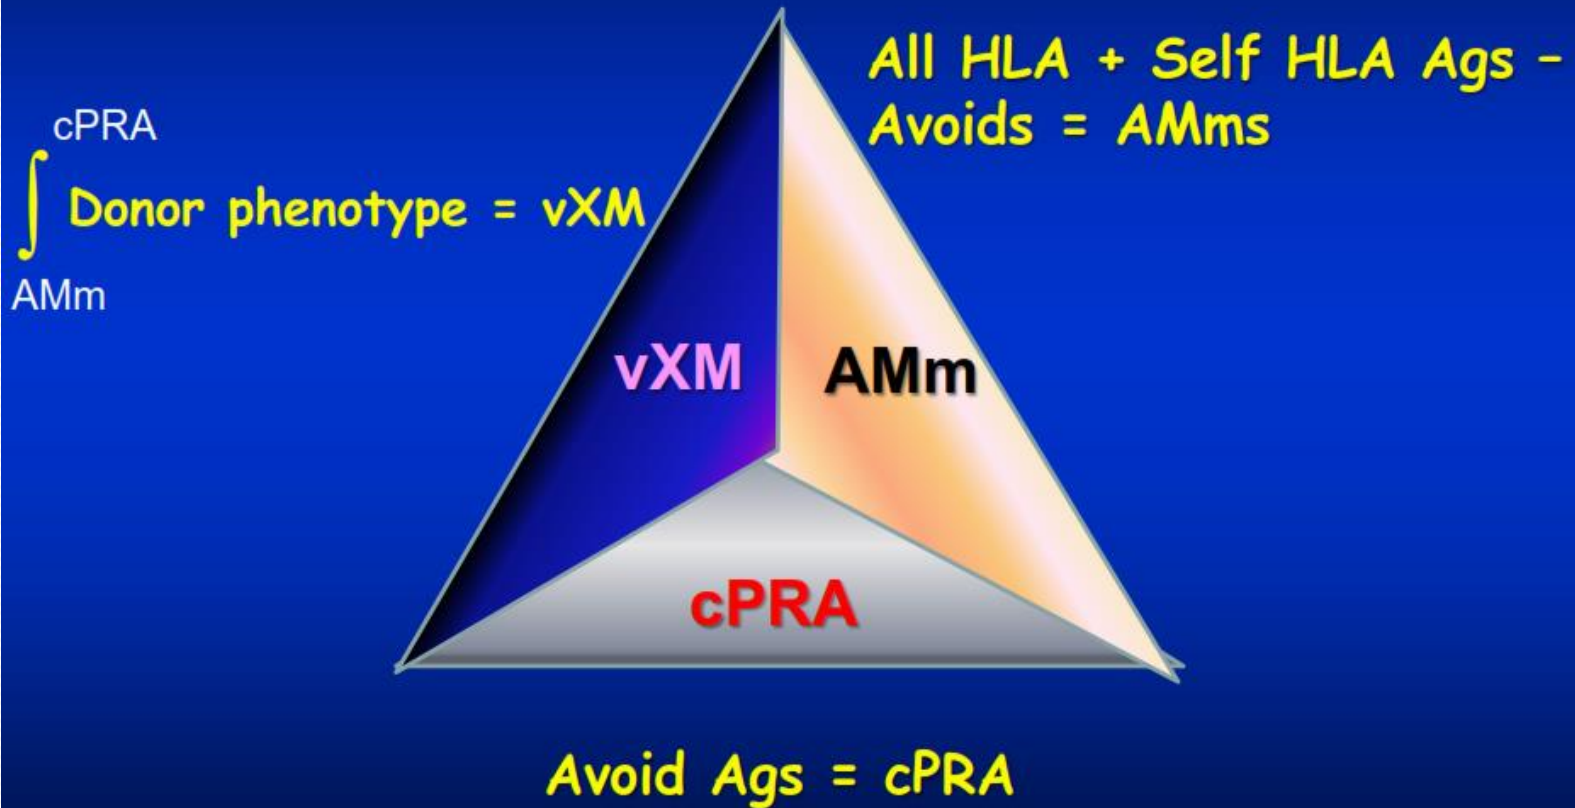 All HLA + Self HLA Ags –
Avoids = AMms
cPRA
∫ Donor phenotype = vXM
AMm
vXM
AMm
cPRA
Avoid Ags = cPRA